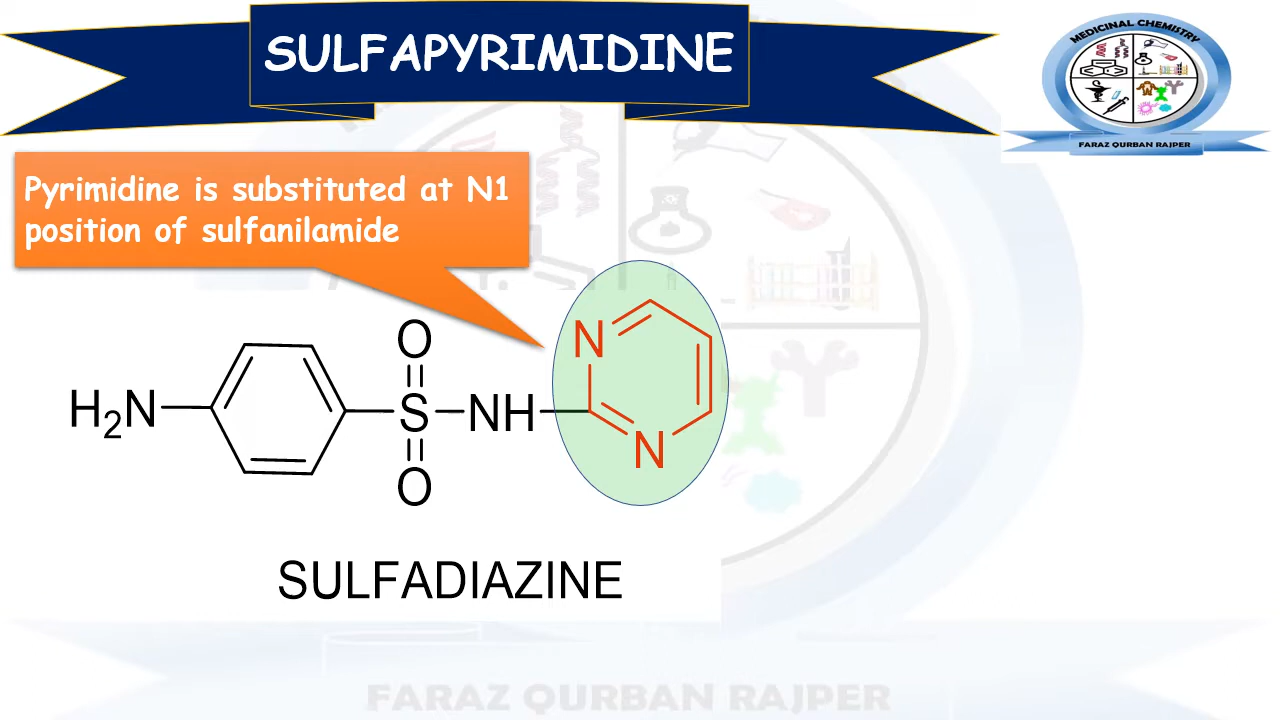 SULFAPYRIMIDINE
MEDICINAL CHEMISTRY
FARAZ QURBAN RAJPER
Pyrimidine is substituted at N1
position of sulfanilamide
O
N
H2N
S
NH
N
O
SULFADIAZINE
FARAZ QURBAN RAJPER